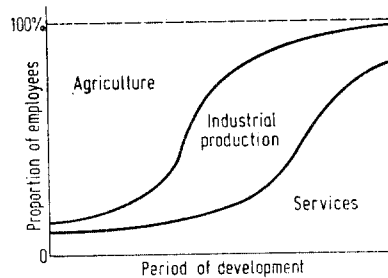 100%
Agriculture
Industrial
production
Services
0
Proportion of employees
Period of development